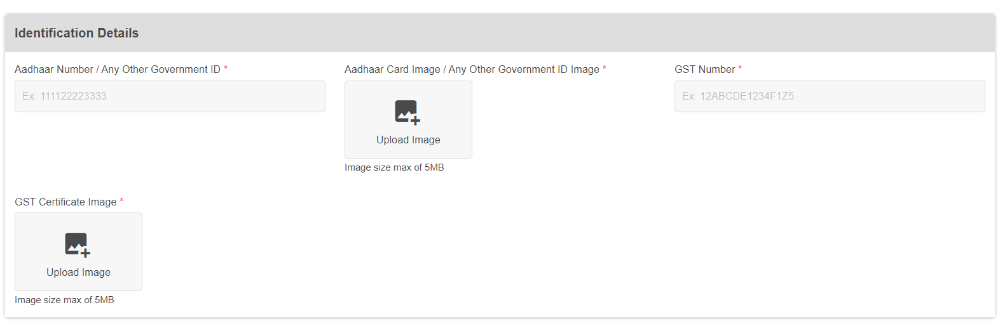 Identification Details
Aadhaar Number / Any Other Government ID *
Ex: 111122223333
Aadhaar Card Image / Any Other Government ID Image *
Upload Image
Image size max of 5MB
GST Number *
Ex: 12ABCDE1234F1Z5
GST Certificate Image *
Upload Image
Image size max of 5MB